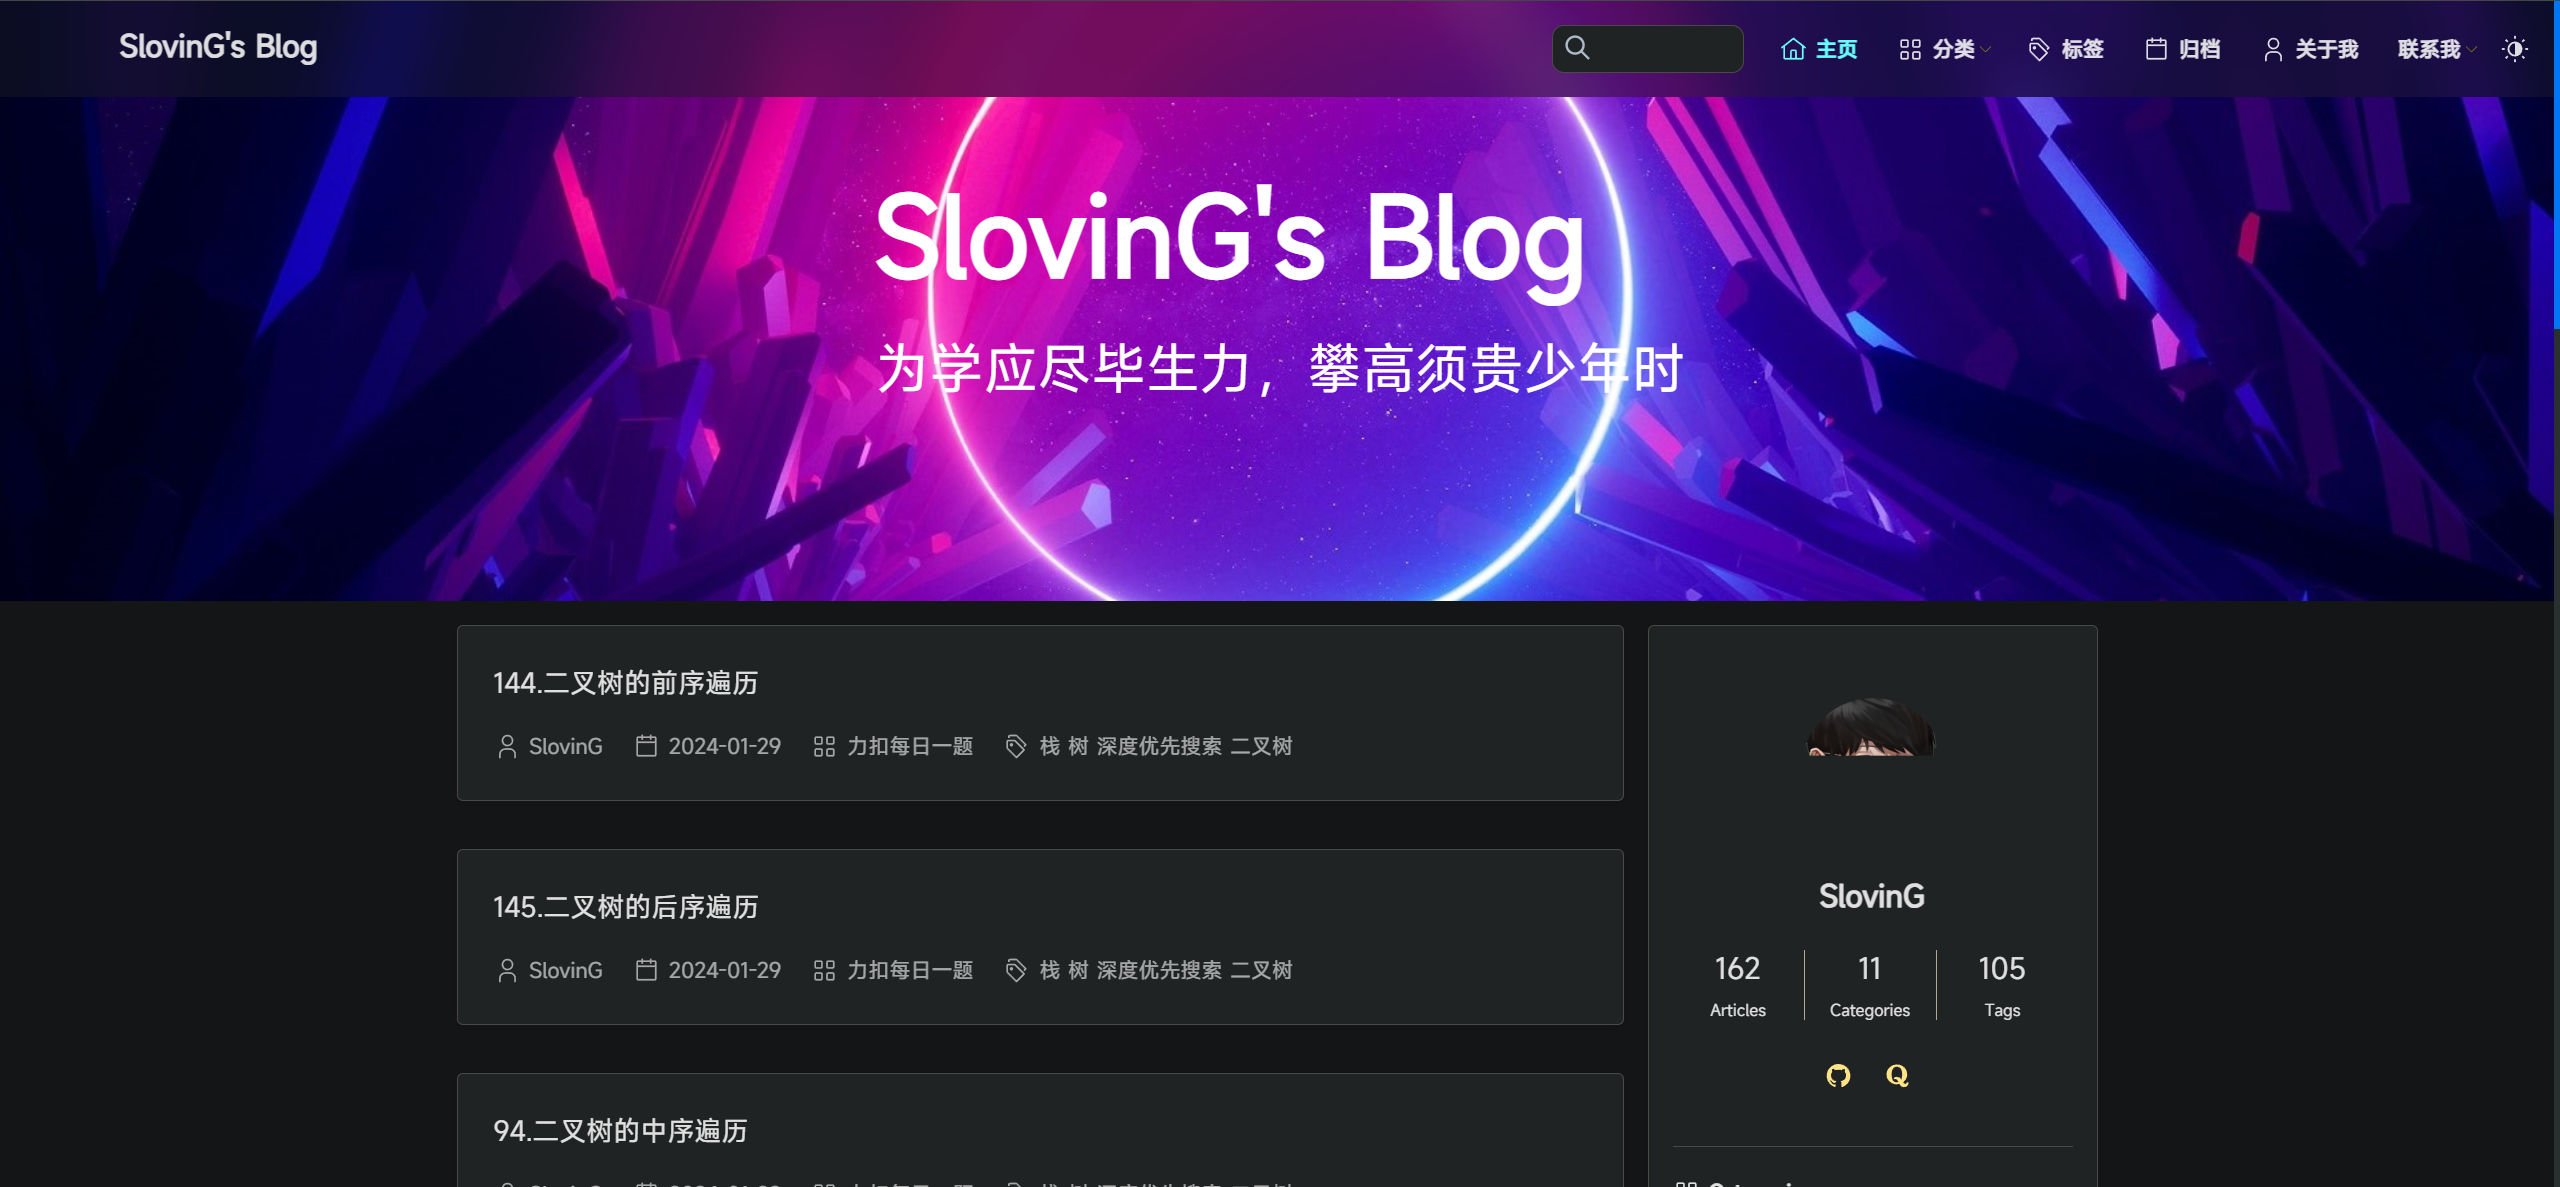 SlovinG's Blog
主页 分类 标签 归档 关于我 联系我
SlovinG's Blog
为学应尽毕生力，攀高须贵少年时
144.二叉树的前序遍历
SlovinG 2024-01-29 力扣每日一题 栈 树 深度优先搜索 二叉树
145.二叉树的后序遍历
SlovinG 2024-01-29 力扣每日一题 栈 树 深度优先搜索 二叉树
94.二叉树的中序遍历
SlovinG
162 11 105
Articles Categories Tags